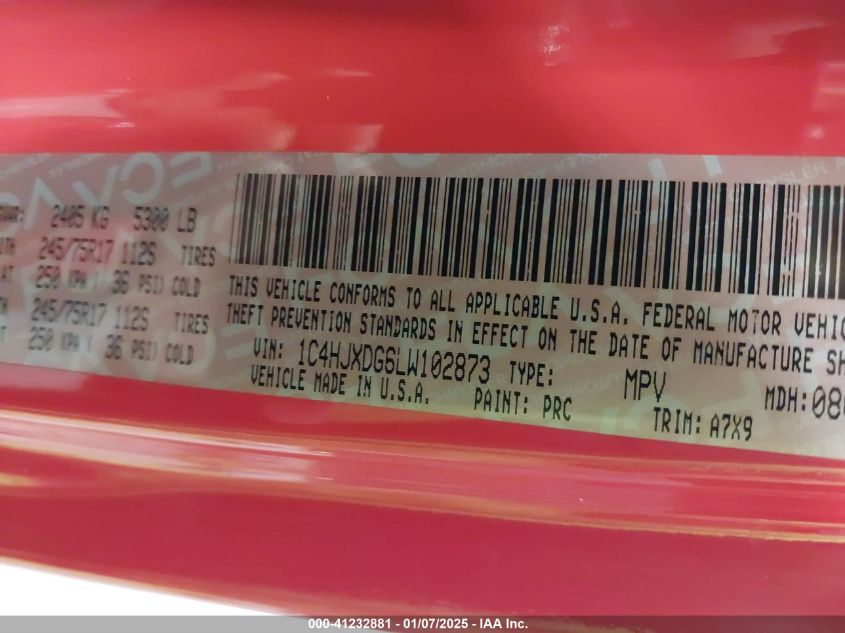 2405 KG 5300 LB
245/75R17 112S TIRES
250 KPA ( 36 PSI) COLD
245/75R17 112S TIRES
250 KPA ( 36 PSI) COLD
THIS VEHICLE CONFORMS TO ALL APPLICABLE U.S.A. FEDERAL MOTOR VEHIC
THEFT PREVENTION STANDARDS IN EFFECT ON THE DATE OF MANUFACTURE SH
VIN: 1C4HJXDG6LW102873 TYPE: MPV MDH: 080
VEHICLE MADE IN U.S.A. PAINT: PRC TRIM: A7X9
000-41232881 - 01/07/2025 - IAA Inc.